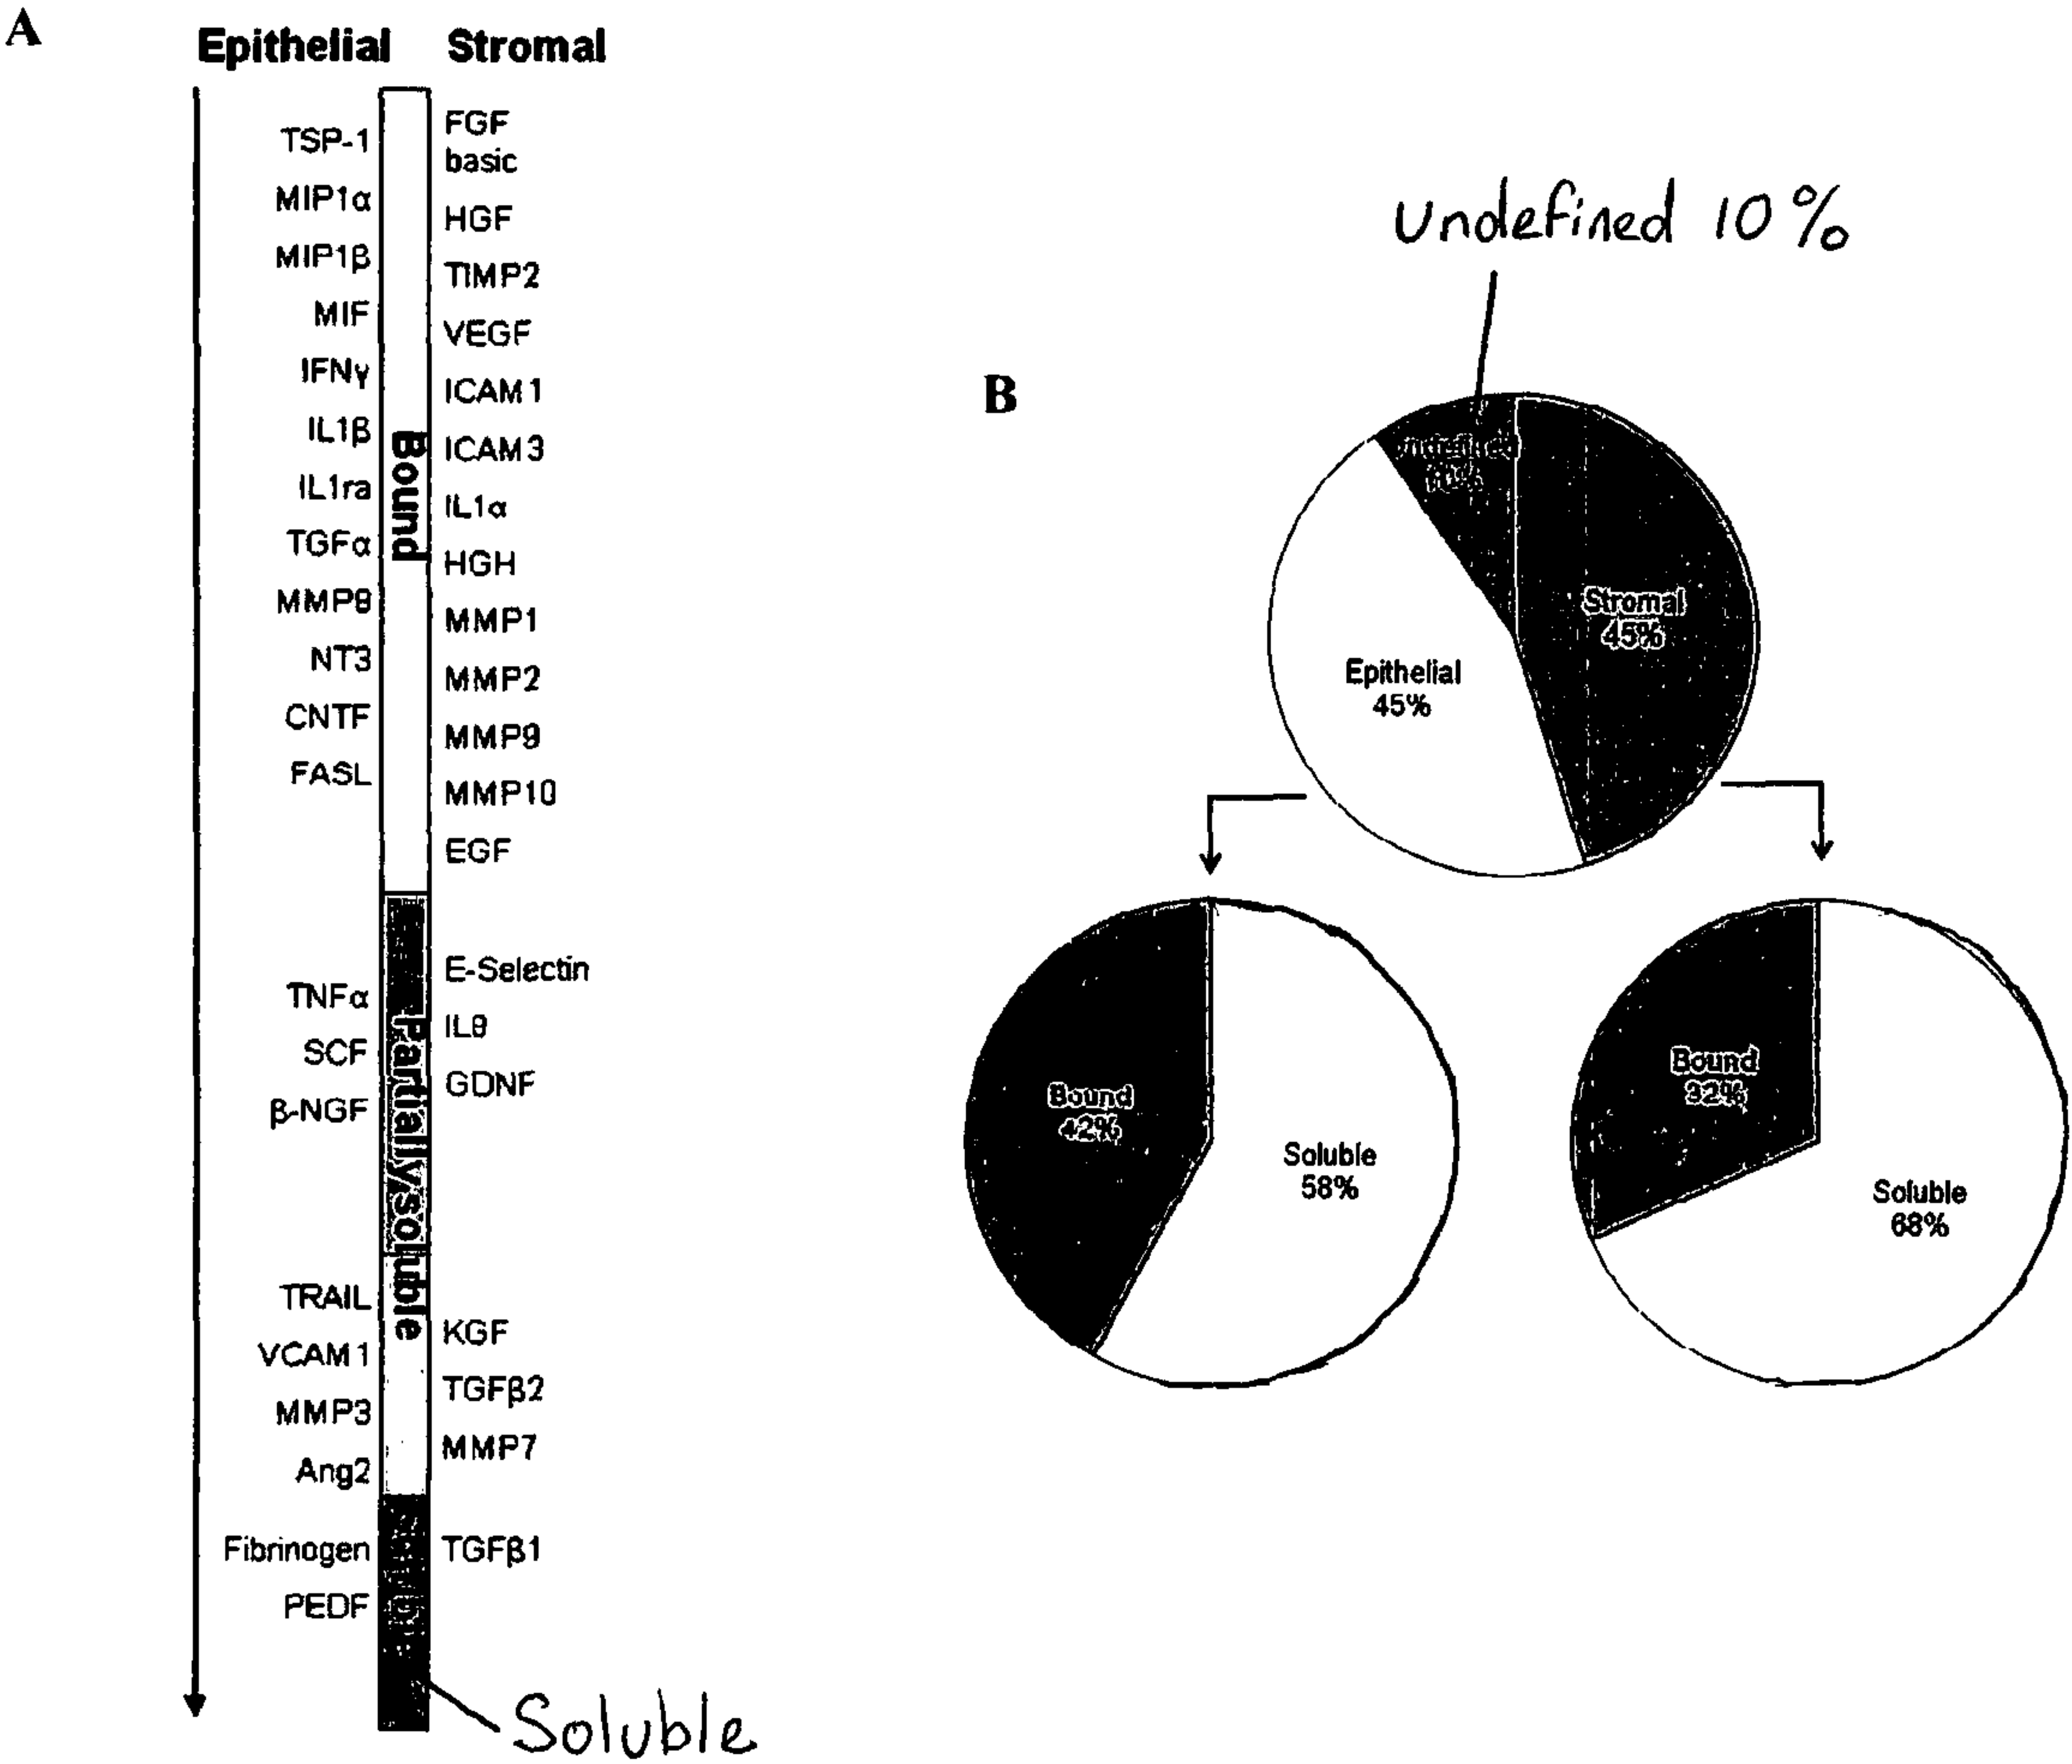 A
Epithelial Stromal
TSP-1
MIP1α
MIP1β
MIF
IFNγ
IL1β
IL1ra
TGFα
MMP8
NT3
CNTF
FASL
TNFα
SCF
β-NGF
TRAIL
VCAM1
MMP3
Ang2
Fibrinogen
PEDF
Bound
Partially soluble
FGF
basic
HGF
TIMP2
VEGF
ICAM1
ICAM3
IL1α
HGH
MMP1
MMP2
MMP9
MMP10
EGF
E-Selectin
IL8
GDNF
KGF
TGFβ2
MMP7
TGFβ1
Soluble
B
Undefined 10%
Undefined
Stromal
45%
Epithelial
45%
Bound
42%
Soluble
58%
Bound
32%
Soluble
68%